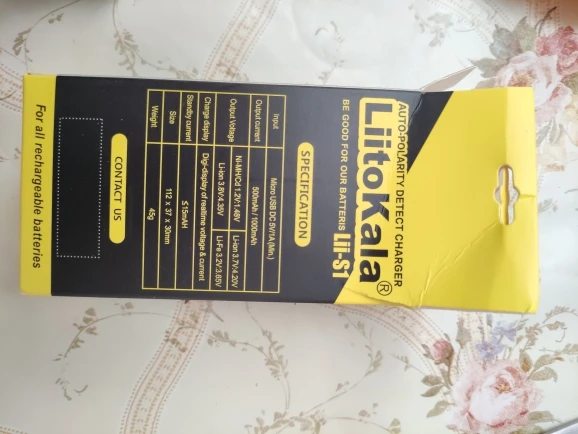 AUTO-POLARITY DETECT CHARGER
LiitoKala®
BE GOOD FOR OUR BATTERIS Lii-S1
SPECIFICATION
Input Micro USB DC 5V/1A (Min.)
Output current 500mAh / 1000mAh
Output Voltage Ni-MH/Cd 1.2V/1.48V Li-ion 3.7V/4.20V
Li-ion 3.8V/4.35V Li-Fe 3.2V/3.65V
Charge display Digi-display of realtime voltage & current
Standby current ≤15mAH
Size 112 x 37 x 30mm
Weight 45g
CONTACT US
For all rechargeable batteries